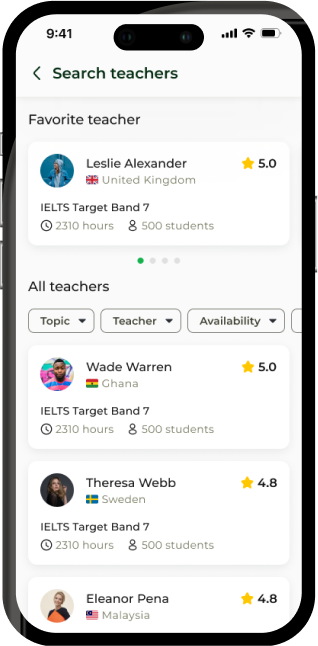 9:41
Search teachers
Favorite teacher
Leslie Alexander 5.0
United Kingdom
IELTS Target Band 7
2310 hours 500 students
All teachers
Topic Teacher Availability
Wade Warren 5.0
Ghana
IELTS Target Band 7
2310 hours 500 students
Theresa Webb 4.8
Sweden
IELTS Target Band 7
2310 hours 500 students
Eleanor Pena 4.8
Malaysia